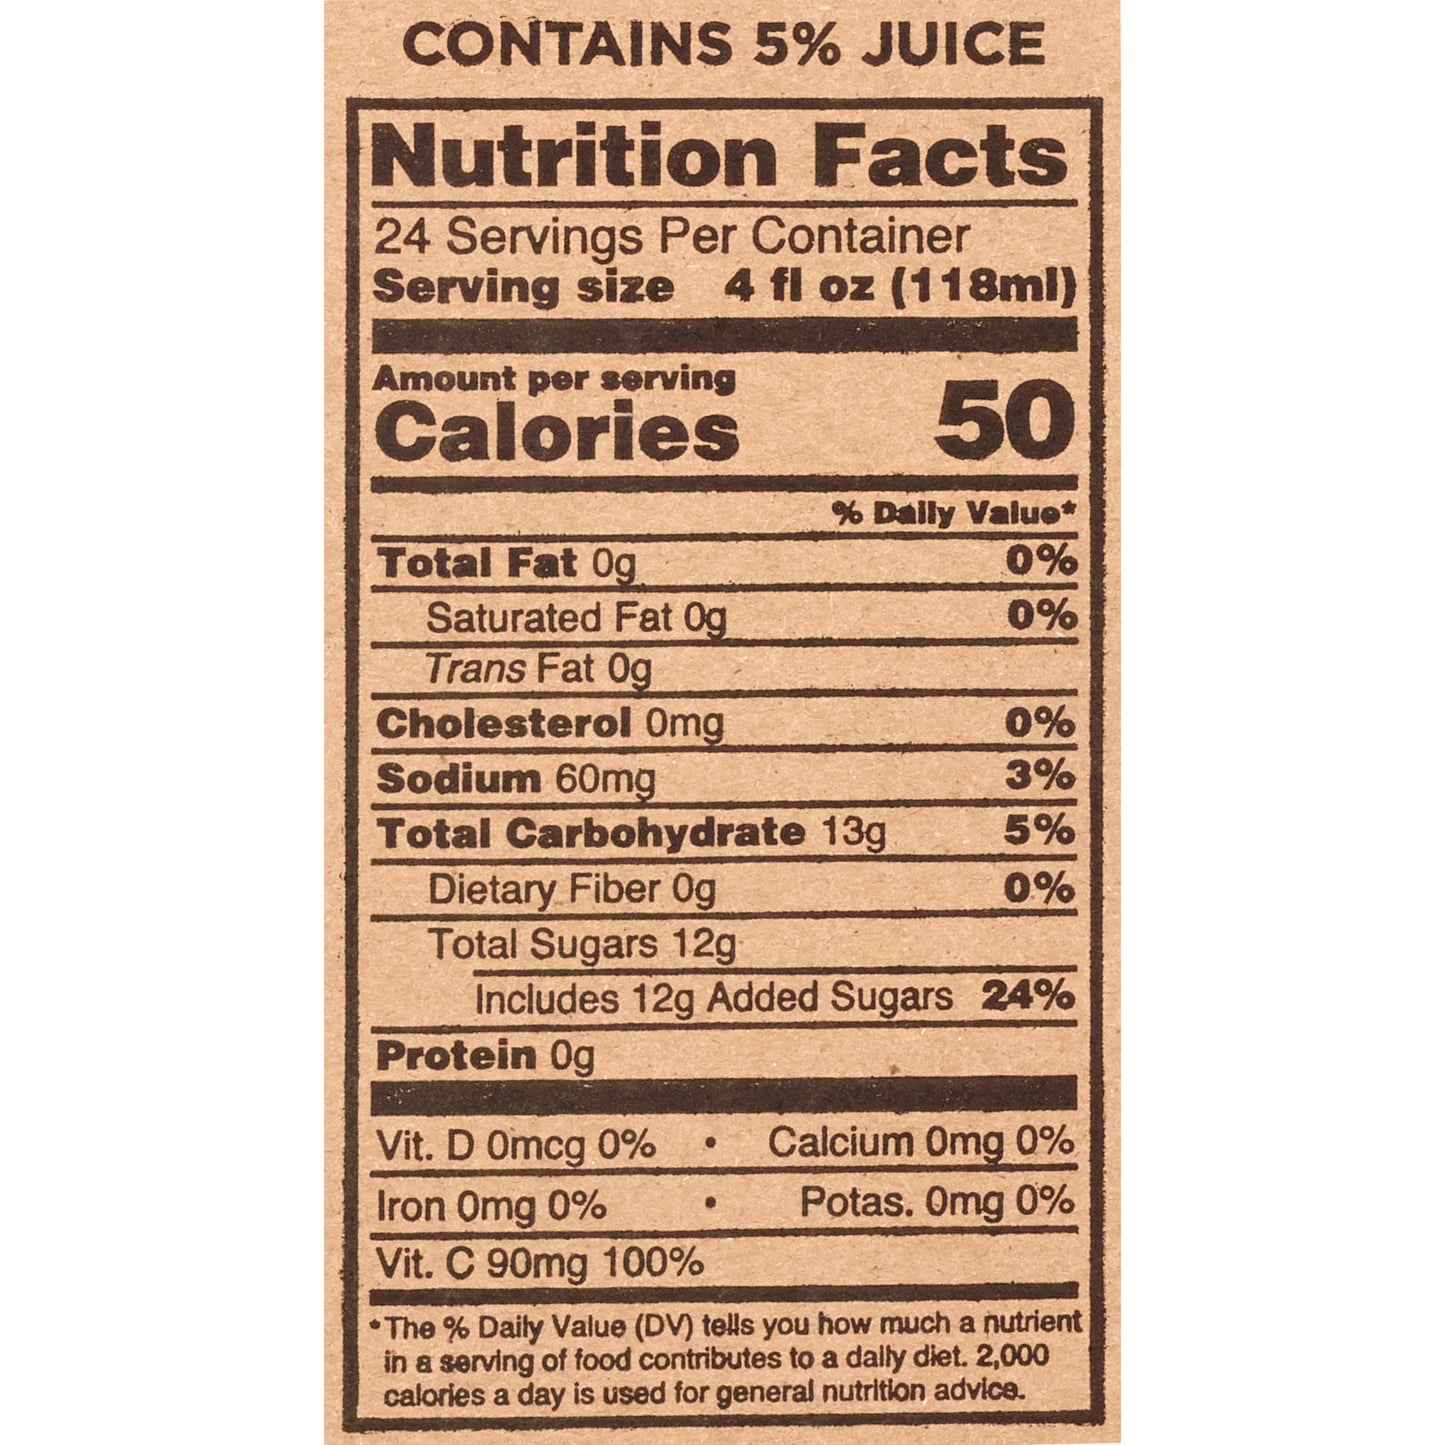 CONTAINS 5% JUICE
Nutrition Facts
24 Servings Per Container
Serving size 4 fl oz (118ml)
Amount per serving
Calories 50
% Daily Value*
Total Fat 0g 0%
Saturated Fat 0g 0%
Trans Fat 0g
Cholesterol 0mg 0%
Sodium 60mg 3%
Total Carbohydrate 13g 5%
Dietary Fiber 0g 0%
Total Sugars 12g
Includes 12g Added Sugars 24%
Protein 0g
Vit. D 0mcg 0% • Calcium 0mg 0%
Iron 0mg 0% • Potas. 0mg 0%
Vit. C 90mg 100%
*The % Daily Value (DV) tells you how much a nutrient
in a serving of food contributes to a daily diet. 2,000
calories a day is used for general nutrition advice.